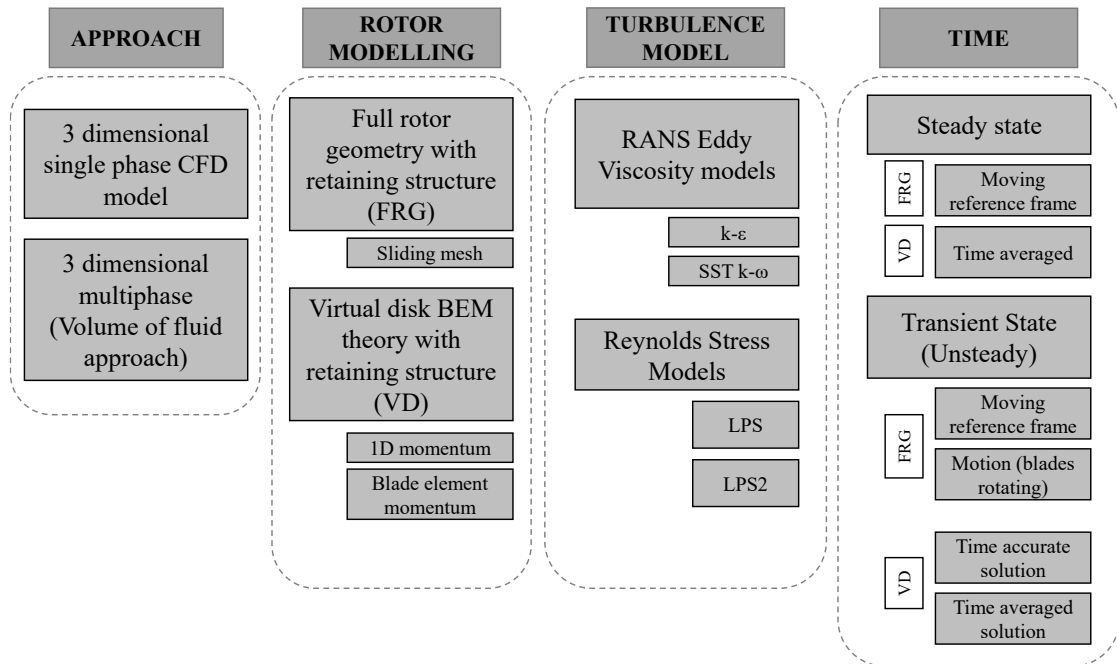 APPROACH
3 dimensional
single phase CFD
model
3 dimensional
multiphase
(Volume of fluid
approach)
ROTOR
MODELLING
Full rotor
geometry with
retaining structure
(FRG)
Sliding mesh
Virtual disk BEM
theory with
retaining structure
(VD)
1D momentum
Blade element
momentum
TURBULENCE
MODEL
RANS Eddy
Viscosity models
k-ε
SST k-ω
Reynolds Stress
Models
LPS
LPS2
TIME
Steady state
FRG
Moving
reference frame
VD
Time averaged
Transient State
(Unsteady)
FRG
Moving
reference frame
Motion (blades
rotating)
VD
Time accurate
solution
Time averaged
solution